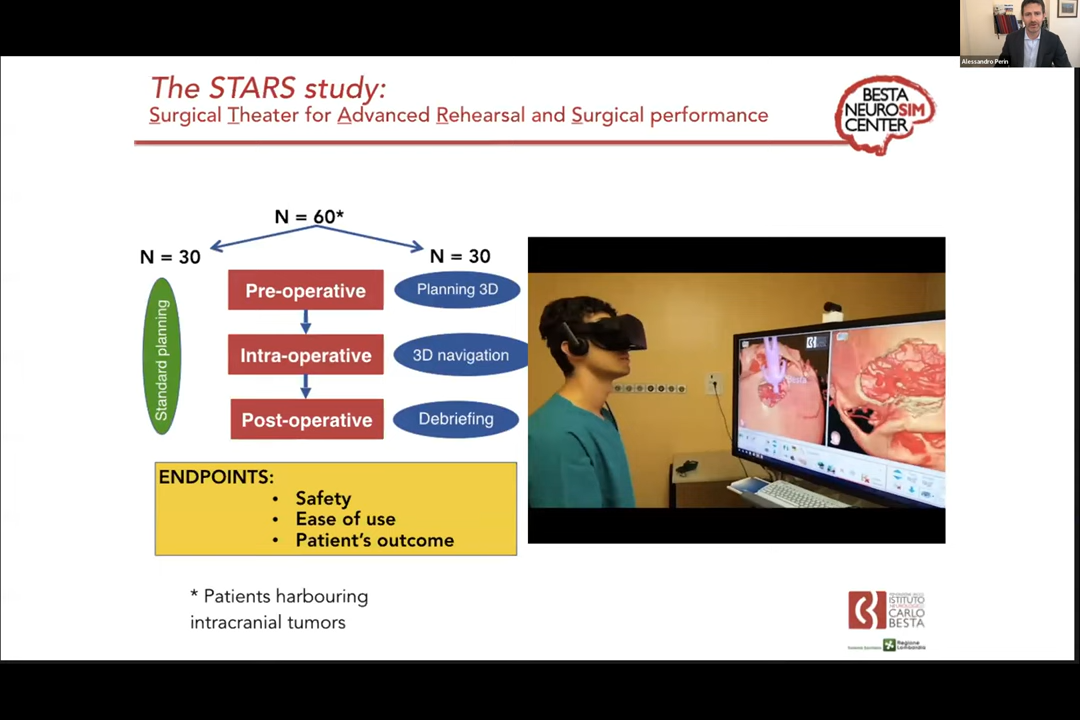 Alessandro Perin
The STARS study:
Surgical Theater for Advanced Rehearsal and Surgical performance
BESTA
NEUROSIM
CENTER
N = 60*
N = 30
N = 30
Standard planning
Pre-operative
Planning 3D
Intra-operative
3D navigation
Post-operative
Debriefing
ENDPOINTS:
• Safety
• Ease of use
• Patient's outcome
* Patients harbouring
intracranial tumors
ISTITUTO
NEUROLOGICO
CARLO
BESTA
Regione
Lombardia